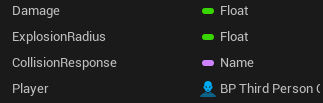 Damage Float
ExplosionRadius Float
CollisionResponse Name
Player BP Third Person